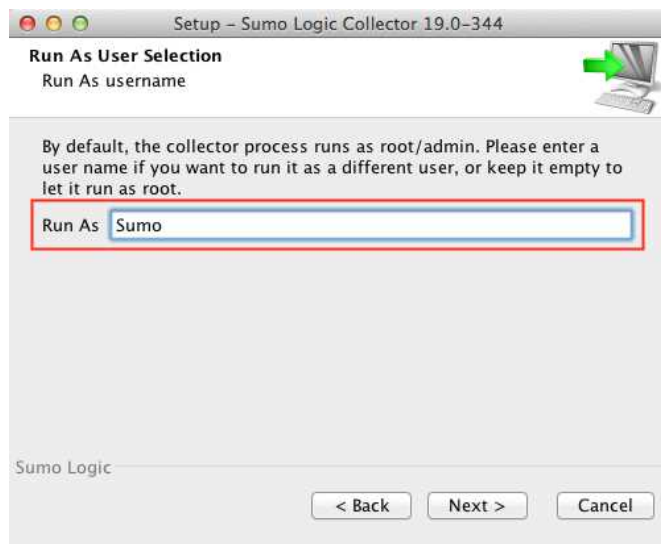 Setup – Sumo Logic Collector 19.0-344
Run As User Selection
Run As username
By default, the collector process runs as root/admin. Please enter a
user name if you want to run it as a different user, or keep it empty to
let it run as root.
Run As Sumo
Sumo Logic
< Back Next > Cancel